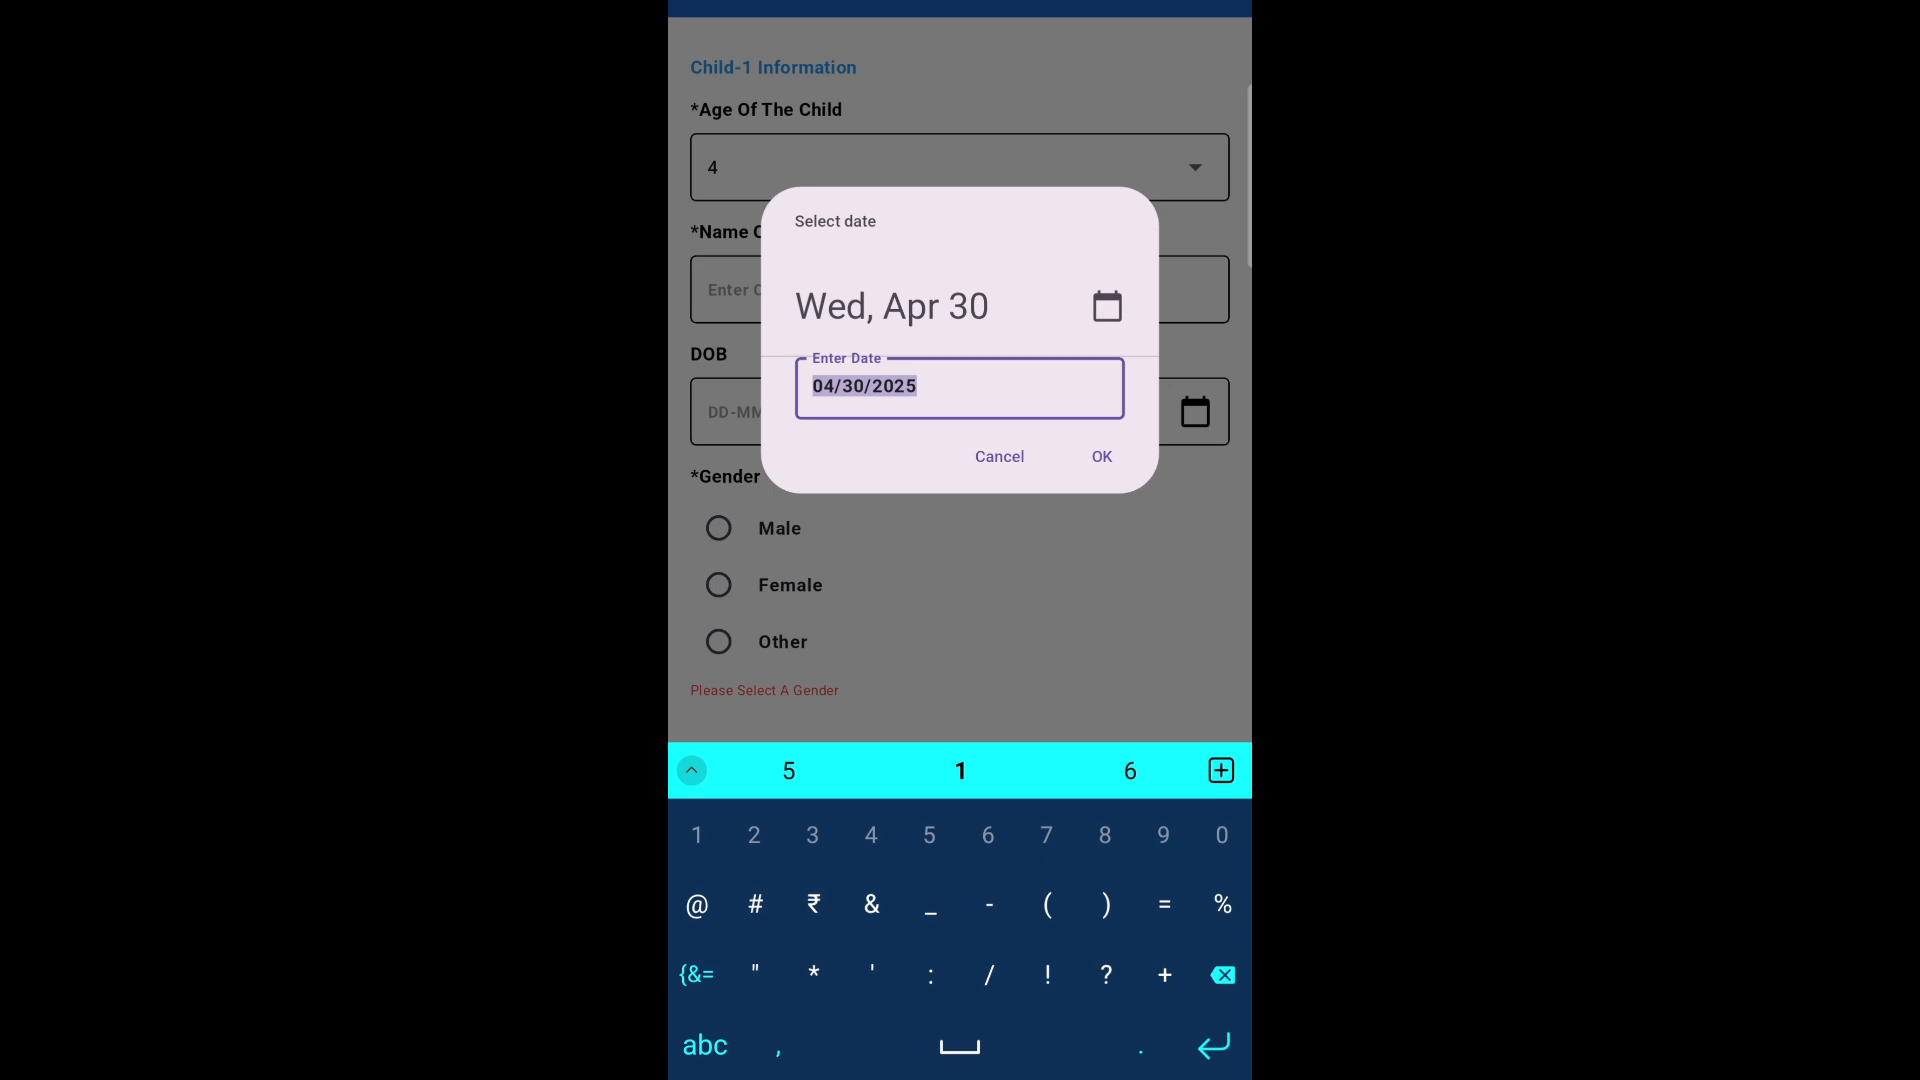 Child-1 Information
*Age Of The Child
4
Select date
*Name
Wed, Apr 30
Enter
DOB
Enter Date
04/30/2025
DD-MM
Cancel OK
*Gender
Male
Female
Other
Please Select A Gender
5 1 6
1 2 3 4 5 6 7 8 9 0
@ # ₹ & _ - ( ) = %
{&= " * ' : / ! ? +
abc , .